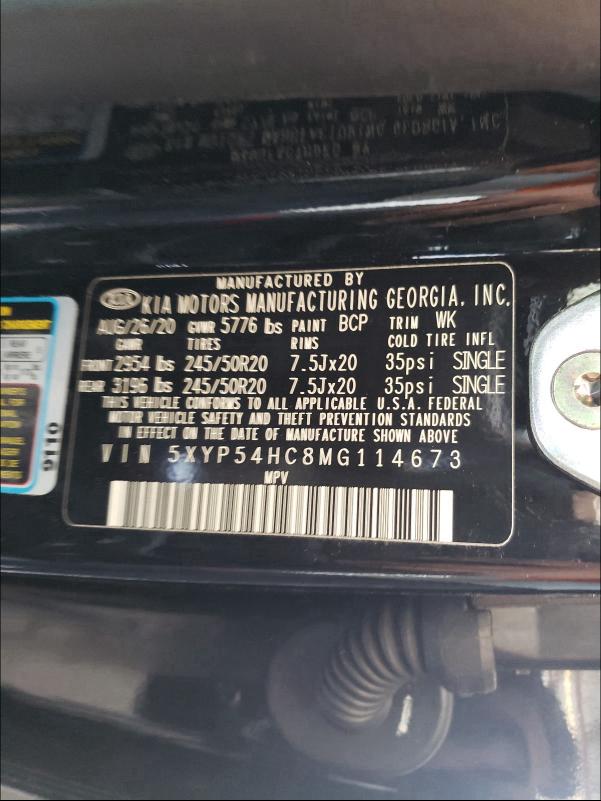 MANUFACTURED BY
KIA KIA MOTORS MANUFACTURING GEORGIA, INC.
AUG/26/20 GVWR 5776 lbs PAINT BCP TRIM WK
GAWR TIRES RIMS COLD TIRE INFL
FRONT 2954 lbs 245/50R20 7.5Jx20 35psi SINGLE
REAR 3196 lbs 245/50R20 7.5Jx20 35psi SINGLE
THIS VEHICLE CONFORMS TO ALL APPLICABLE U.S.A. FEDERAL
MOTOR VEHICLE SAFETY AND THEFT PREVENTION STANDARDS
IN EFFECT ON THE DATE OF MANUFACTURE SHOWN ABOVE
VIN 5XYP54HC8MG114673
MPV
9110